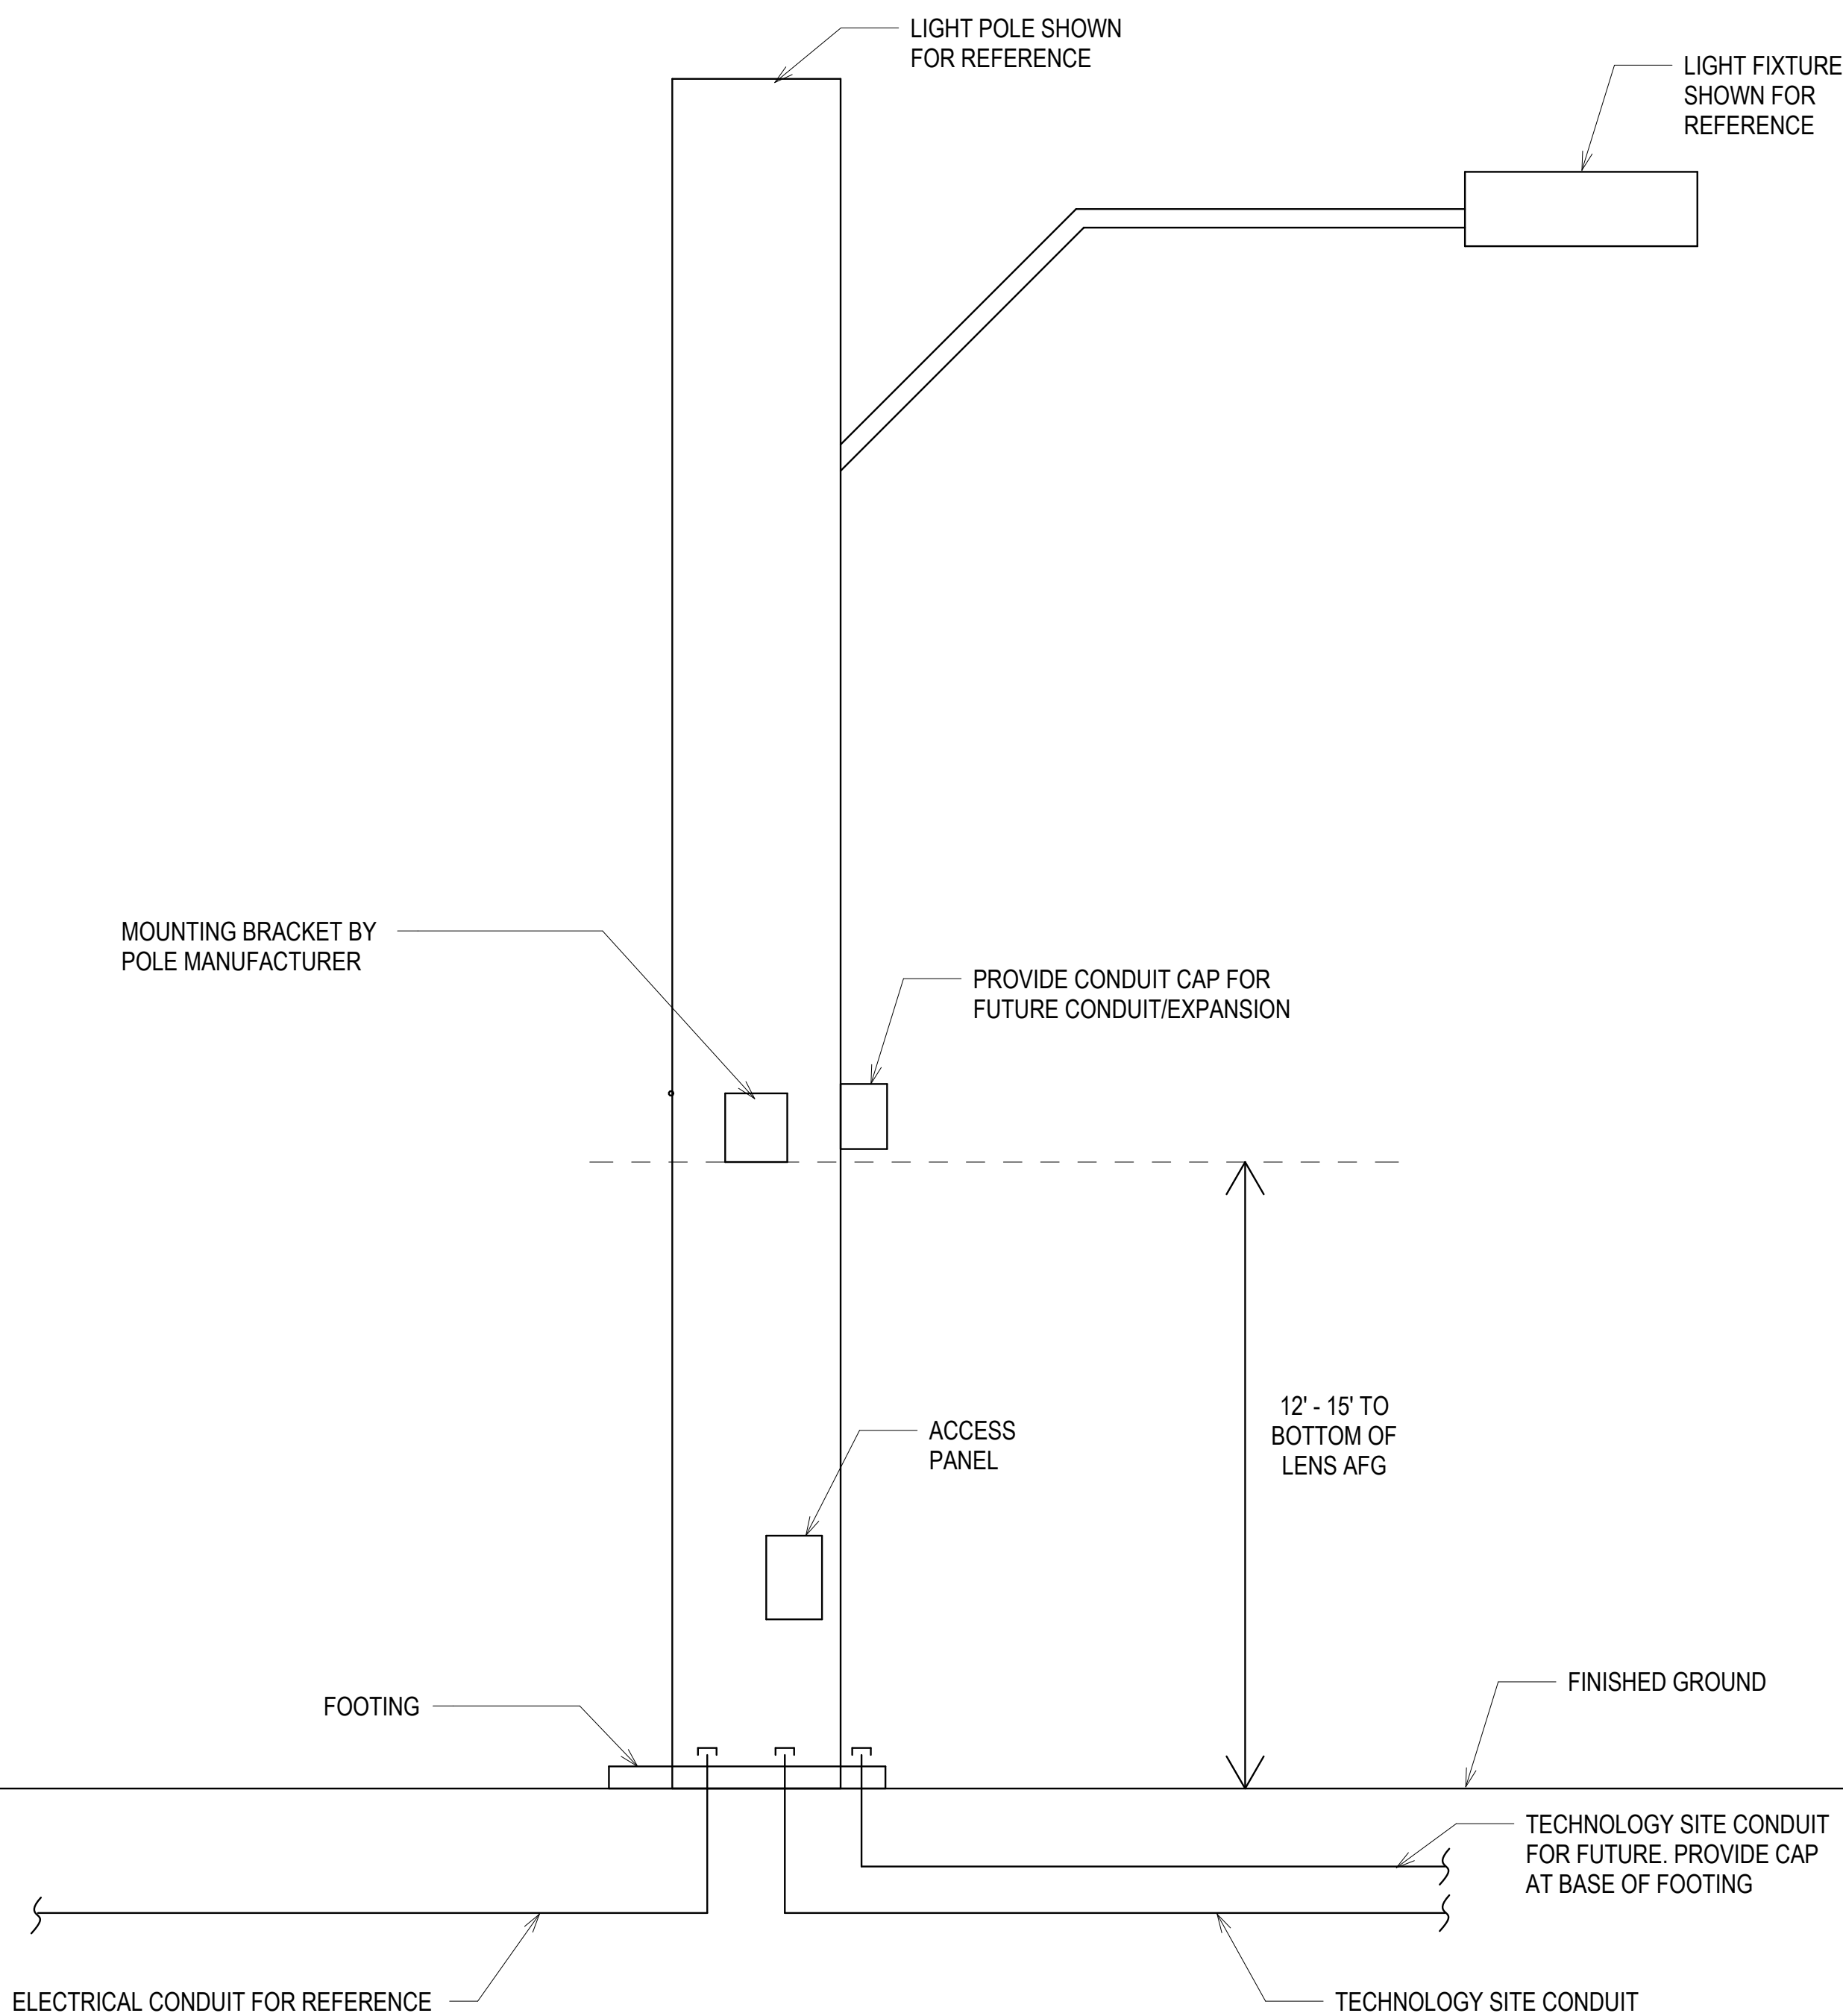 LIGHT POLE SHOWN
FOR REFERENCE
LIGHT FIXTURE
SHOWN FOR
REFERENCE
MOUNTING BRACKET BY
POLE MANUFACTURER
PROVIDE CONDUIT CAP FOR
FUTURE CONDUIT/EXPANSION
12' - 15' TO
BOTTOM OF
LENS AFG
ACCESS
PANEL
FINISHED GROUND
FOOTING
TECHNOLOGY SITE CONDUIT
FOR FUTURE. PROVIDE CAP
AT BASE OF FOOTING
ELECTRICAL CONDUIT FOR REFERENCE
TECHNOLOGY SITE CONDUIT